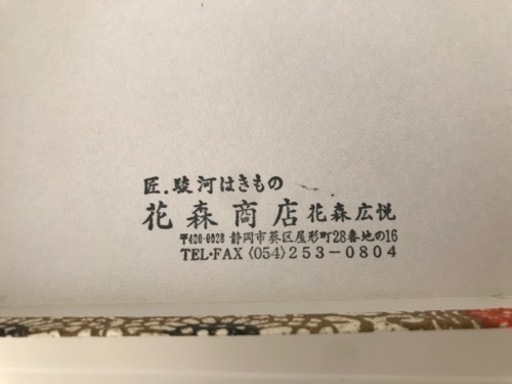 匠.駿河はきもの
花森商店 花森広悦
〒420-0028 静岡市葵区屋形町28番地の16
TEL・FAX〈054〉253-0804